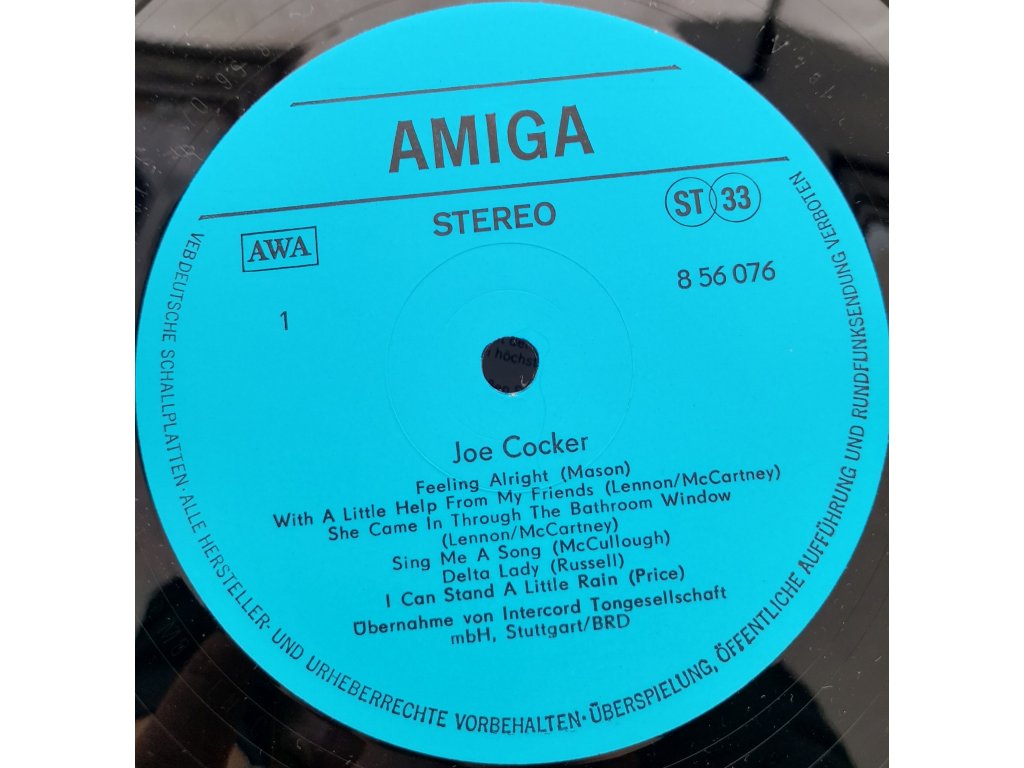 AMIGA
STEREO
ST 33
AWA
8 56 076
1
Joe Cocker
Feeling Alright (Mason)
With A Little Help From My Friends (Lennon/McCartney)
She Came In Through The Bathroom Window
(Lennon/McCartney)
Sing Me A Song (McCullough)
Delta Lady (Russell)
I Can Stand A Little Rain (Price)
Übernahme von Intercord Tongesellschaft
mbH, Stuttgart/BRD
VEB DEUTSCHE SCHALLPLATTEN · ALLE HERSTELLER- UND URHEBERRECHTE VORBEHALTEN · ÜBERSPIELUNG, ÖFFENTLICHE AUFFÜHRUNG UND RUNDFUNKSENDUNG VERBOTEN